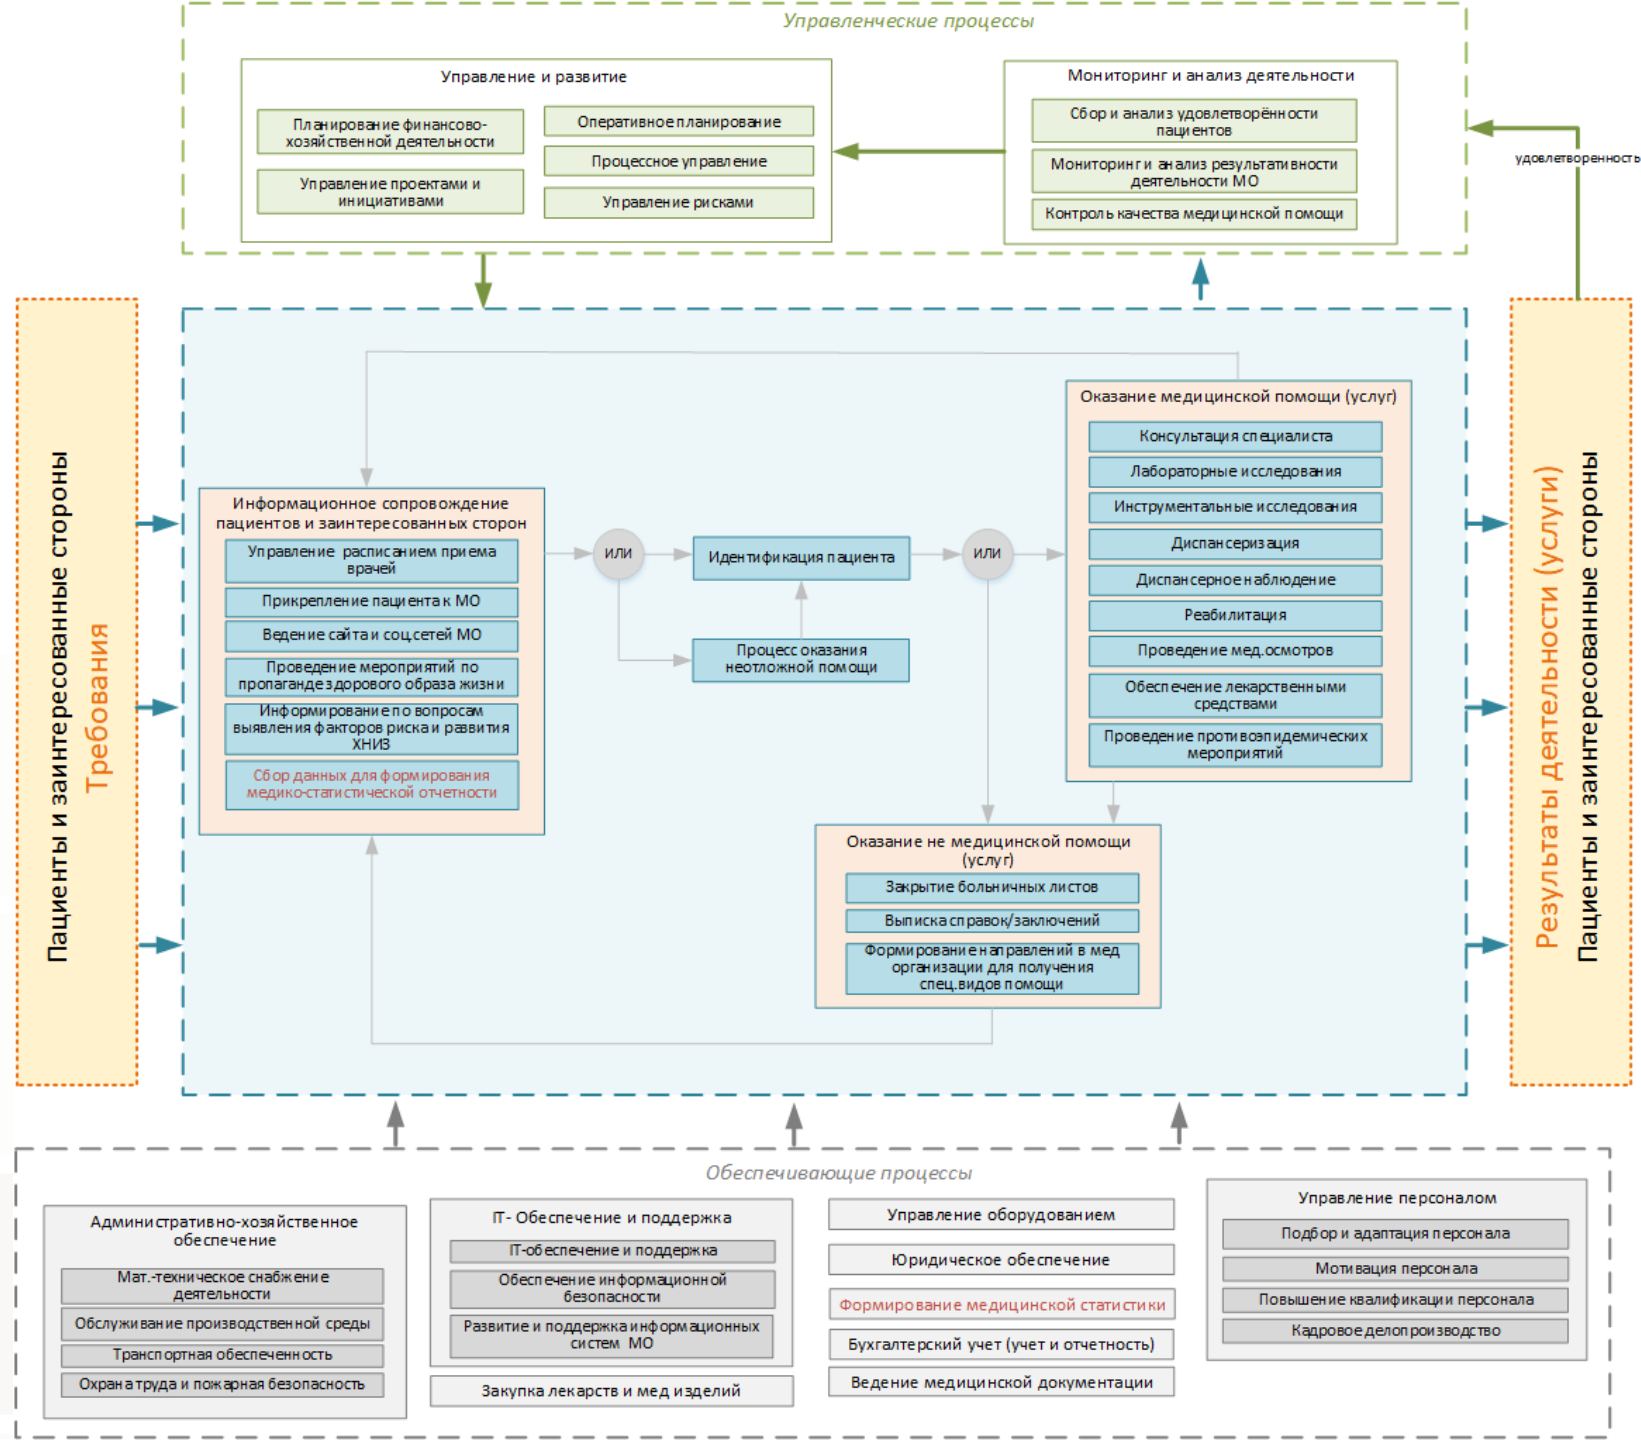 Управленческие процессы
Управление и развитие
Планирование финансово-
хозяйственной деятельности
Управление проектами и
инициативами
Оперативное планирование
Процессное управление
Управление рисками
Мониторинг и анализ деятельности
Сбор и анализ удовлетворённости
пациентов
Мониторинг и анализ результативности
деятельности МО
Контроль качества медицинской помощи
удовлетворенность
Пациенты и заинтересованные стороны
Требования
Информационное сопровождение
пациентов и заинтересованных сторон
Управление расписанием приема
врачей
Прикрепление пациента к МО
Ведение сайта и соц.сетей МО
Проведение мероприятий по
пропаганде здорового образа жизни
Информирование по вопросам
выявления факторов риска и развития
ХНИЗ
Сбор данных для формирования
медико-статистической отчетности
ИЛИ
Идентификация пациента
Процесс оказания
неотложной помощи
ИЛИ
Оказание медицинской помощи (услуг)
Консультация специалиста
Лабораторные исследования
Инструментальные исследования
Диспансеризация
Диспансерное наблюдение
Реабилитация
Проведение мед.осмотров
Обеспечение лекарственными
средствами
Проведение противоэпидемических
мероприятий
Оказание не медицинской помощи
(услуг)
Закрытие больничных листов
Выписка справок/заключений
Формирование направлений в мед
организации для получения
спец.видов помощи
Результаты деятельности (услуги)
Пациенты и заинтересованные стороны
Обеспечивающие процессы
Административно-хозяйственное
обеспечение
Мат.-техническое снабжение
деятельности
Обслуживание производственной среды
Транспортная обеспеченность
Охрана труда и пожарная безопасность
IT- Обеспечение и поддержка
IT-обеспечение и поддержка
Обеспечение информационной
безопасности
Развитие и поддержка информационных
систем МО
Закупка лекарств и мед изделий
Управление оборудованием
Юридическое обеспечение
Формирование медицинской статистики
Бухгалтерский учет (учет и отчетность)
Ведение медицинской документации
Управление персоналом
Подбор и адаптация персонала
Мотивация персонала
Повышение квалификации персонала
Кадровое делопроизводство